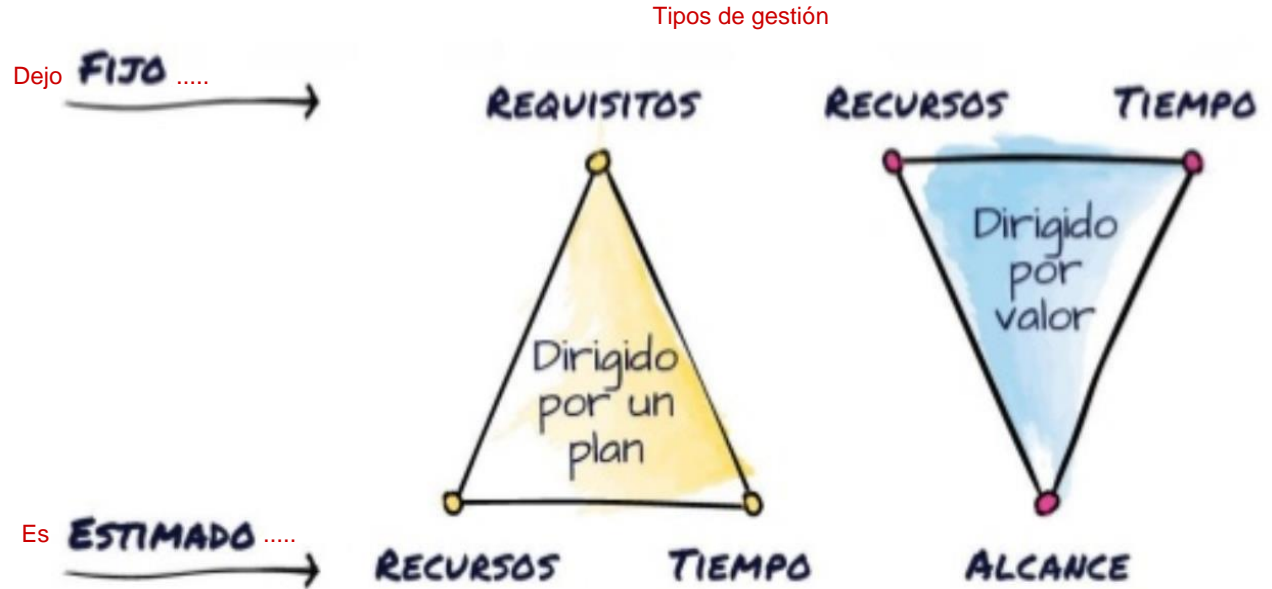 Tipos de gestión
Dejo FIJO .....
REQUISITOS
RECURSOS TIEMPO
Dirigido
por un
plan
Dirigido
por
valor
Es ESTIMADO .....
RECURSOS TIEMPO
ALCANCE